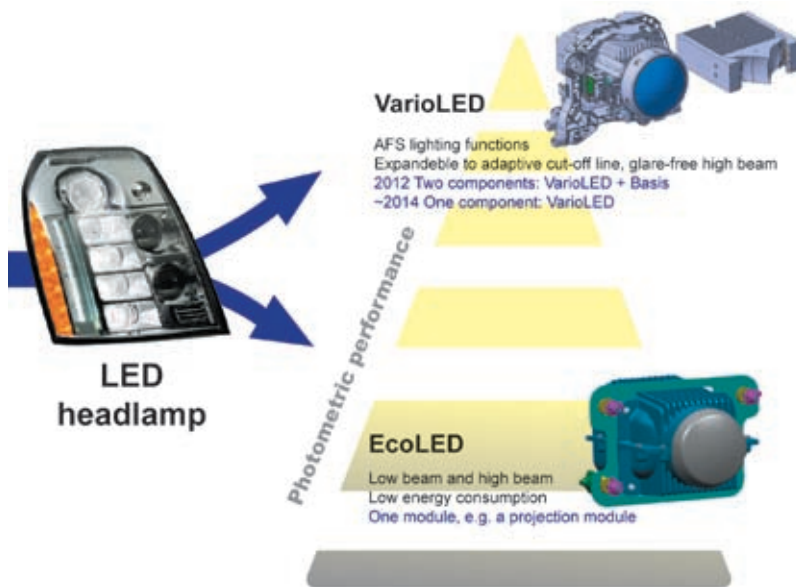 VarioLED
AFS lighting functions
Expandeble to adaptive cut-off line, glare-free high beam
2012 Two components: VarioLED + Basis
~2014 One component: VarioLED
LED
headlamp
Photometric performance
EcoLED
Low beam and high beam
Low energy consumption
One module, e.g. a projection module